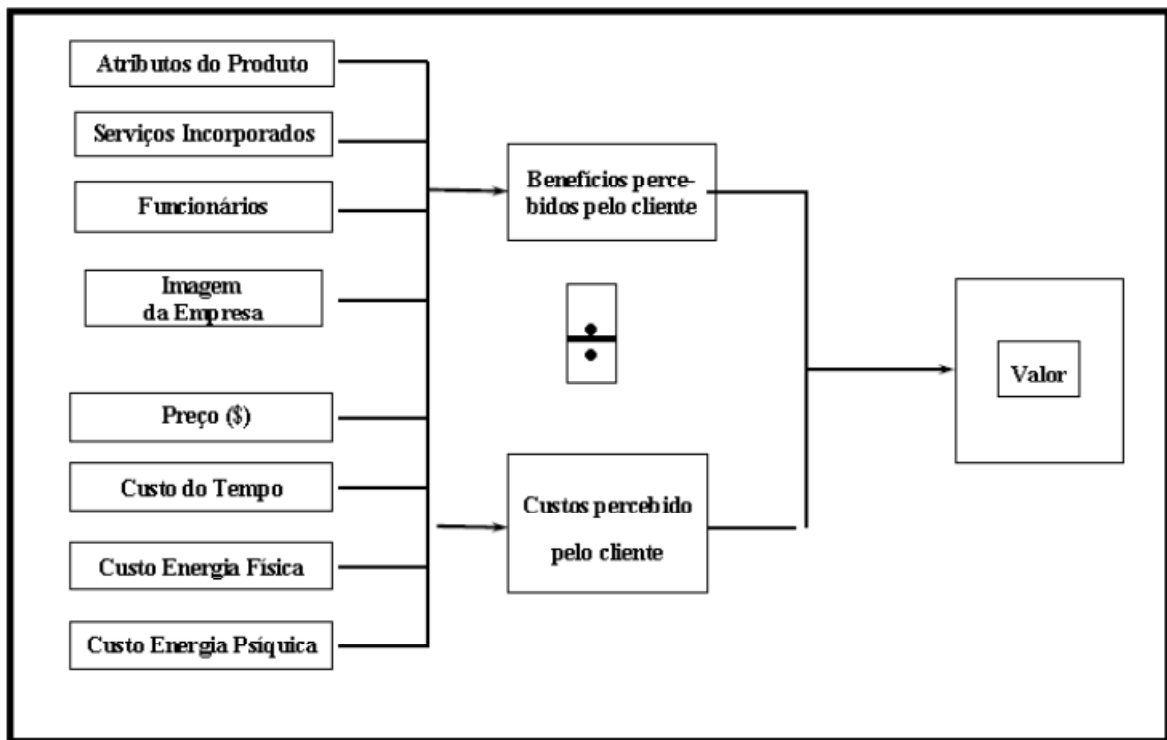 Atributos do Produto
Serviços Incorporados
Funcionários
Imagem
da Empresa
Preço ($)
Custo do Tempo
Custo Energia Física
Custo Energia Psíquica
Benefícios perce-
bidos pelo cliente
÷
Custos percebido
pelo cliente
Valor